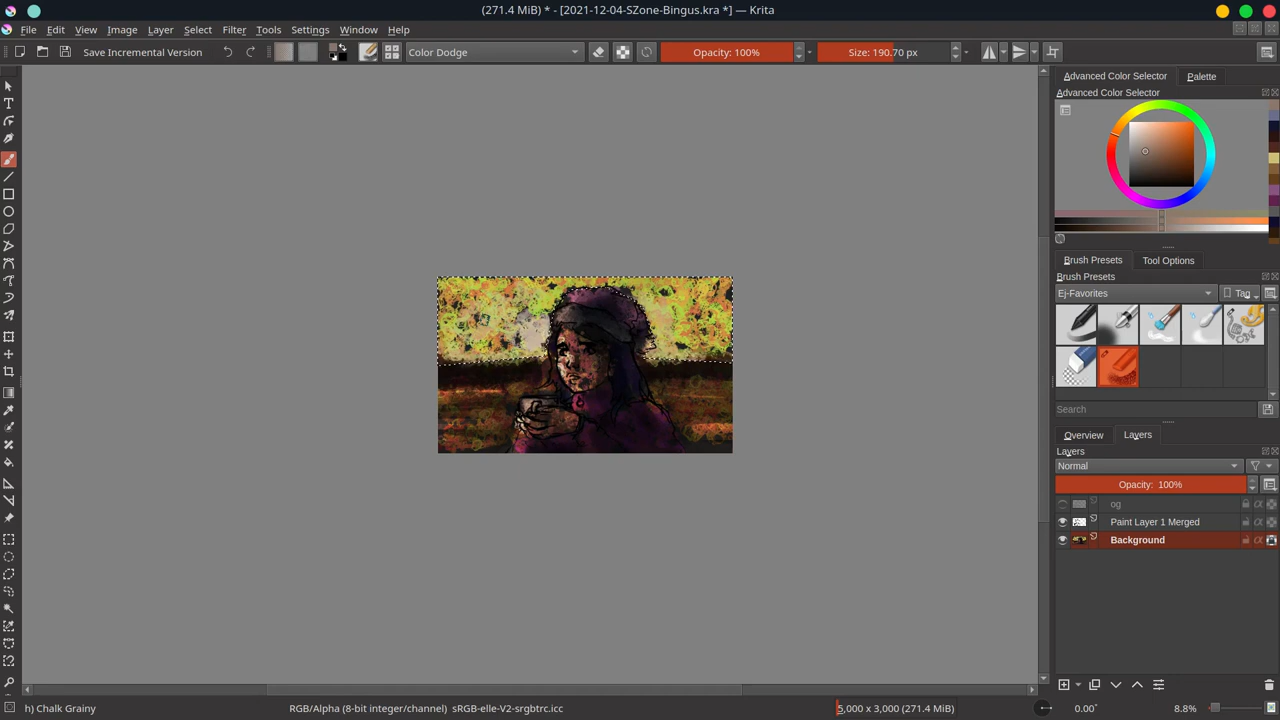 (271.4 MiB) * - [2021-12-04-SZone-Bingus.kra *] — Krita
File Edit View Image Layer Select Filter Tools Settings Window Help
Save Incremental Version Color Dodge Opacity: 100% Size: 190.70 px
Advanced Color Selector Palette
Advanced Color Selector
Brush Presets Tool Options
Brush Presets
Ej-Favorites Tag
Search
Overview Layers
Layers
Normal
Opacity: 100%
og
Paint Layer 1 Merged
Background
h) Chalk Grainy RGB/Alpha (8-bit integer/channel) sRGB-elle-V2-srgbtrc.icc 5,000 x 3,000 (271.4 MiB) 0.00° 8.8%